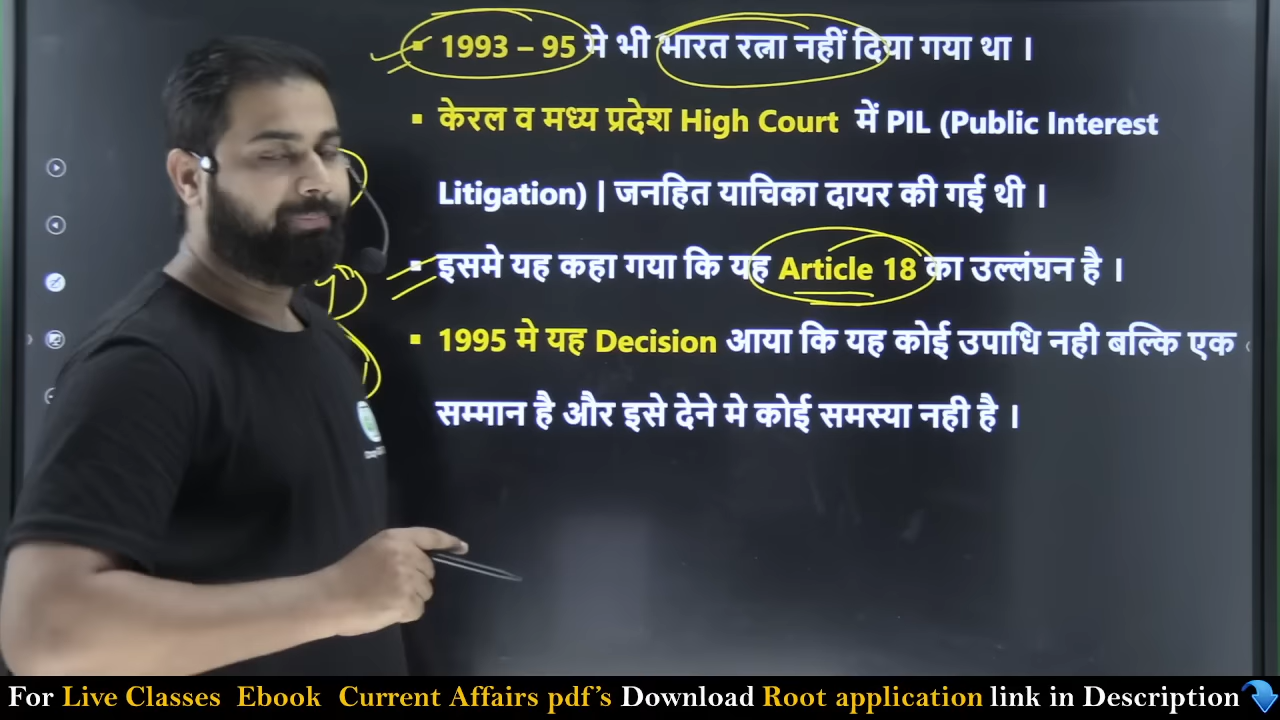 ▪ 1993 – 95 मे भी भारत रत्ना नहीं दिया गया था ।
▪ केरल व मध्य प्रदेश High Court में PIL (Public Interest
Litigation) | जनहित याचिका दायर की गई थी ।
▪ इसमे यह कहा गया कि यह Article 18 का उल्लंघन है ।
▪ 1995 मे यह Decision आया कि यह कोई उपाधि नही बल्कि एक
सम्मान है और इसे देने मे कोई समस्या नही है ।
For Live Classes Ebook Current Affairs pdf’s Download Root application link in Description